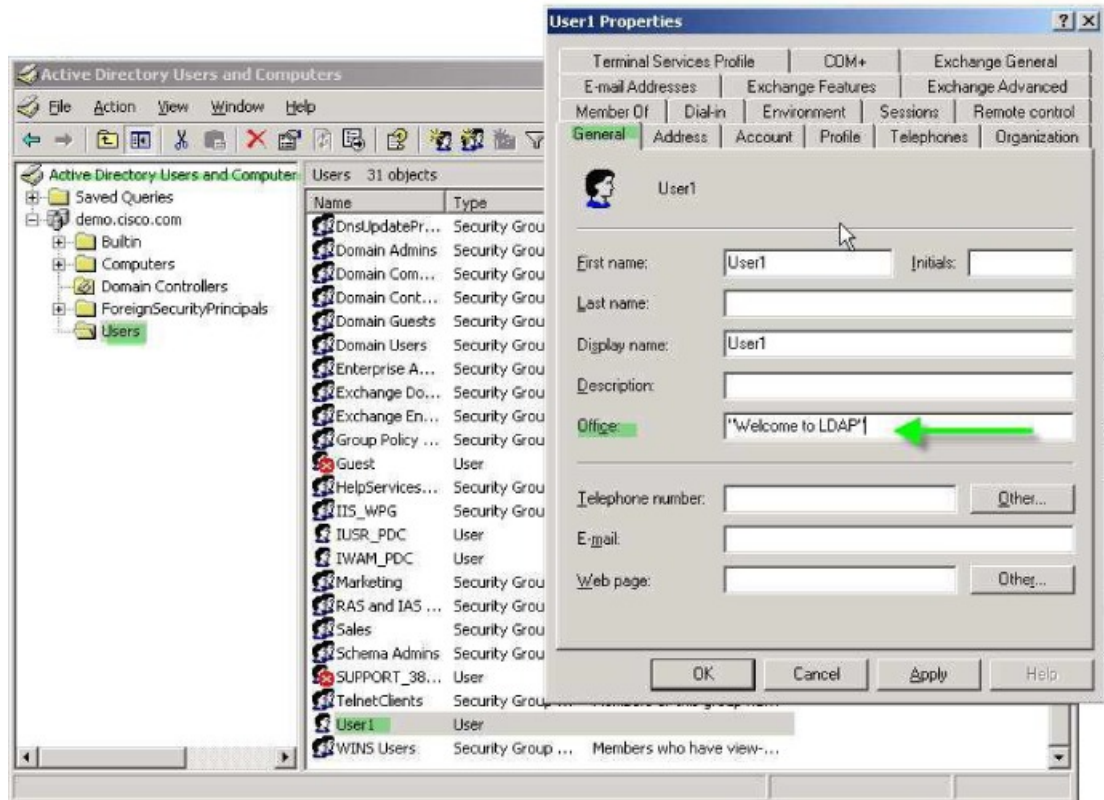 Active Directory Users and Computers
File Action View Window Help
Active Directory Users and Computer
Saved Queries
demo.cisco.com
Builtin
Computers
Domain Controllers
ForeignSecurityPrincipals
Users
Users 31 objects
Name Type
DnsUpdatePr... Security Grou
Domain Admins Security Grou
Domain Com... Security Grou
Domain Cont... Security Grou
Domain Guests Security Grou
Domain Users Security Grou
Enterprise A... Security Grou
Exchange Do... Security Grou
Exchange En... Security Grou
Group Policy ... Security Grou
Guest User
HelpServices... Security Grou
IIS_WPG Security Grou
IUSR_PDC User
IWAM_PDC User
Marketing Security Grou
RAS and IAS ... Security Grou
Sales Security Grou
Schema Admins Security Grou
SUPPORT_38... User
TelnetClients Security Group ... Members of this group ha...
User1 User
WINS Users Security Group ... Members who have view-...
User1 Properties
Terminal Services Profile COM+ Exchange General
E-mail Addresses Exchange Features Exchange Advanced
Member Of Dial-in Environment Sessions Remote control
General Address Account Profile Telephones Organization
User1
First name: User1 Initials:
Last name:
Display name: User1
Description:
Office: "Welcome to LDAP"
Telephone number: Other...
E-mail:
Web page: Other...
OK Cancel Apply Help